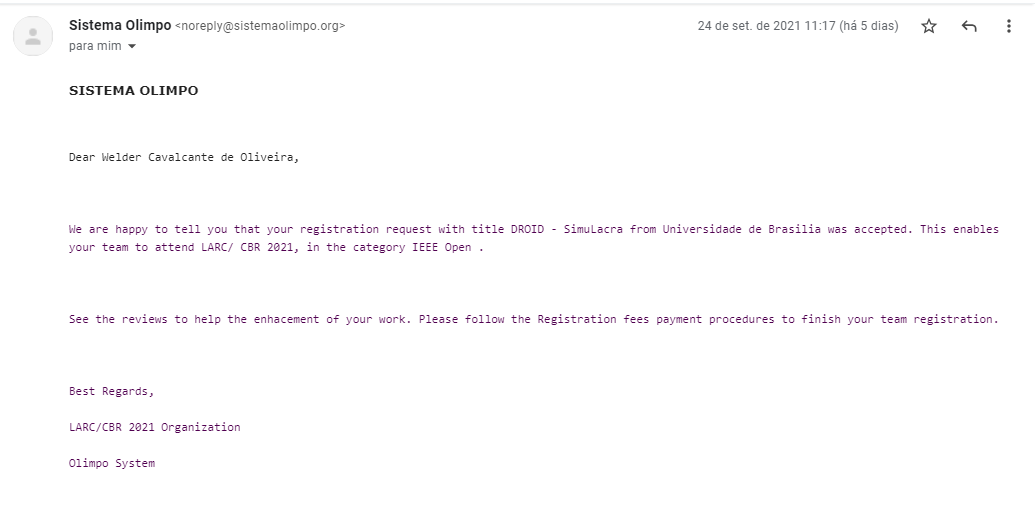 Sistema Olimpo <noreply@sistemaolimpo.org>
24 de set. de 2021 11:17 (há 5 dias)
para mim
SISTEMA OLIMPO
Dear Welder Cavalcante de Oliveira,
We are happy to tell you that your registration request with title DROID - SimuLacra from Universidade de Brasilia was accepted. This enables
your team to attend LARC/ CBR 2021, in the category IEEE Open .
See the reviews to help the enhacement of your work. Please follow the Registration fees payment procedures to finish your team registration.
Best Regards,
LARC/CBR 2021 Organization
Olimpo System